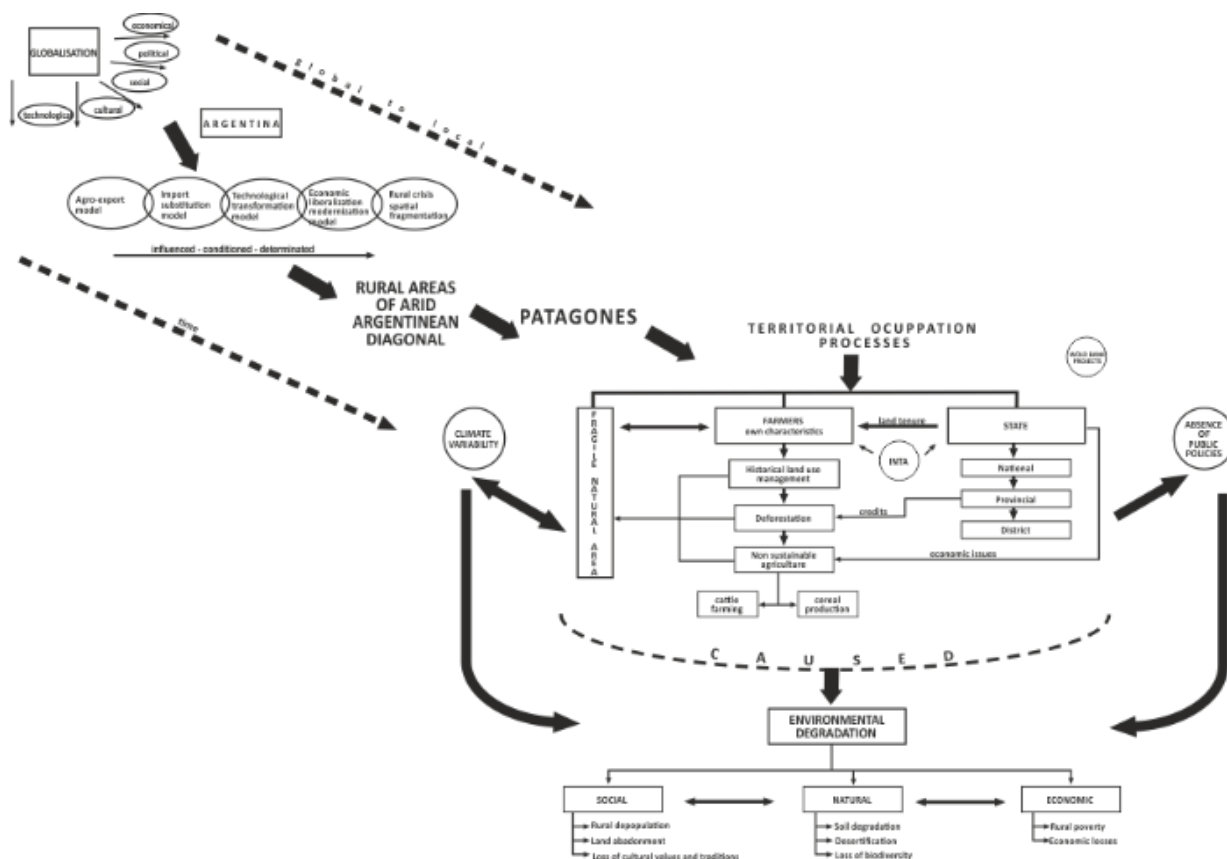 economical
GLOBALISATION
political
social
cultural
technological
global to local
ARGENTINA
Agro-export
model
Import
substitution
model
Technological
transformation
model
Economic
liberalization
modernization
model
Rural crisis
spatial
fragmentation
influenced - conditioned - determinated
time
RURAL AREAS
OF ARID
ARGENTINEAN
DIAGONAL
PATAGONES
TERRITORIAL OCUPPATION
PROCESSES
PROJECTS
CLIMATE
VARIABILITY
FRAGILE NATURAL AREA
FARMERS
own characteristics
land tenure
STATE
ABSENCE
OF PUBLIC
POLICIES
INTA
Historical land use
management
National
Provincial
District
credits
Deforestation
economic issues
Non sustainable
agriculture
cattle
farming
cereal
production
CAUSED
ENVIRONMENTAL
DEGRADATION
SOCIAL
NATURAL
ECONOMIC
Rural depopulation
Land abadonment
Loss of cultural values and traditions
Soil degradation
Desertification
Loss of biodiversity
Rural poverty
Economic losses